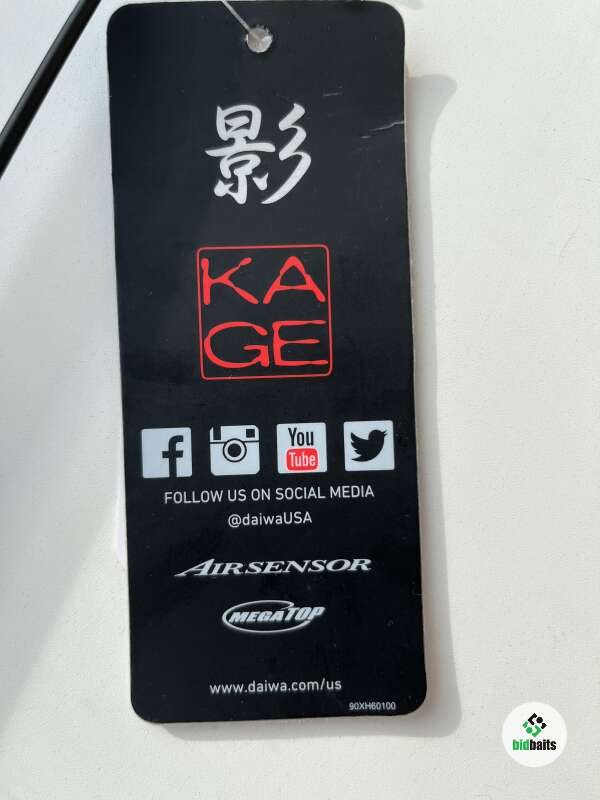 影
KA
GE
You
Tube
FOLLOW US ON SOCIAL MEDIA
@daiwaUSA
AIRSENSOR
MEGATOP
www.daiwa.com/us
90XH60100
bidbaits